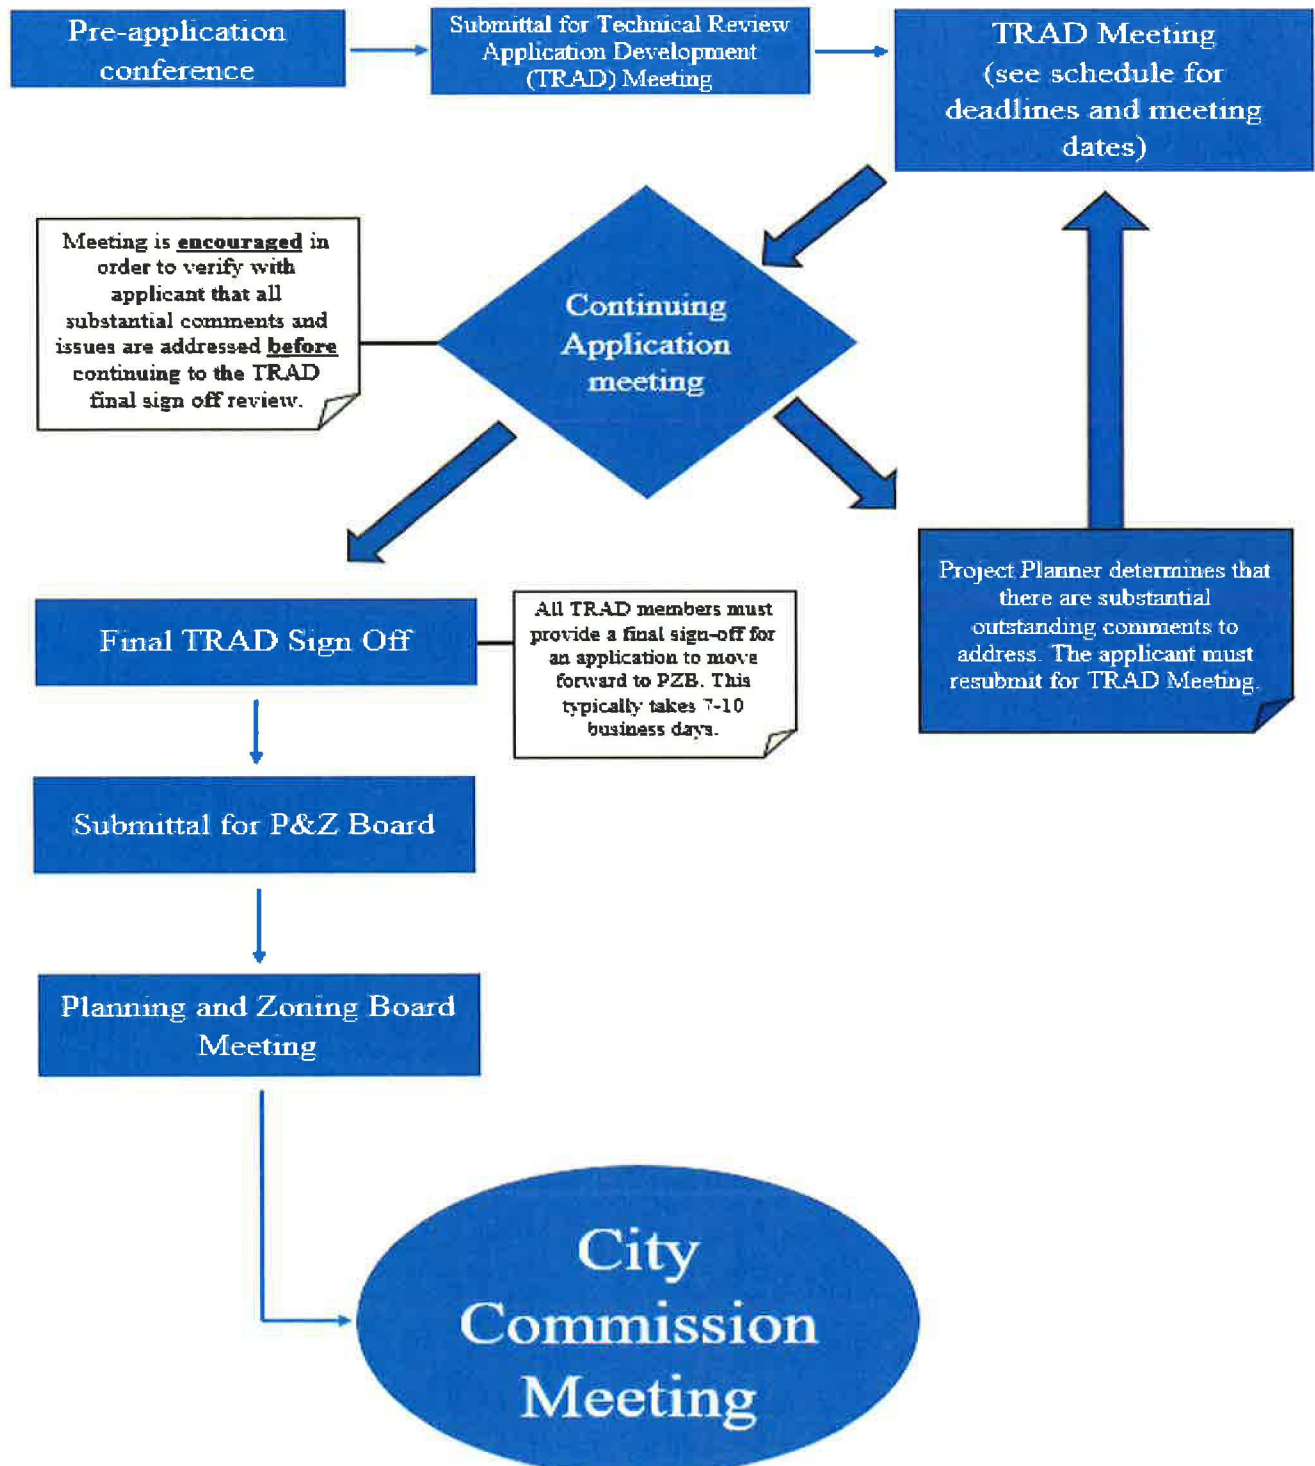 Pre-application
conference
Submittal for Technical Review
Application Development
(TRAD) Meeting
TRAD Meeting
(see schedule for
deadlines and meeting
dates)
Meeting is encouraged in
order to verify with
applicant that all
substantial comments and
issues are addressed before
continuing to the TRAD
final sign off review.
Continuing
Application
meeting
Final TRAD Sign Off
All TRAD members must
provide a final sign-off for
an application to move
forward to PZB. This
typically takes 7-10
business days.
Project Planner determines that
there are substantial
outstanding comments to
address. The applicant must
resubmit for TRAD Meeting.
Submittal for P&Z Board
Planning and Zoning Board
Meeting
City
Commission
Meeting